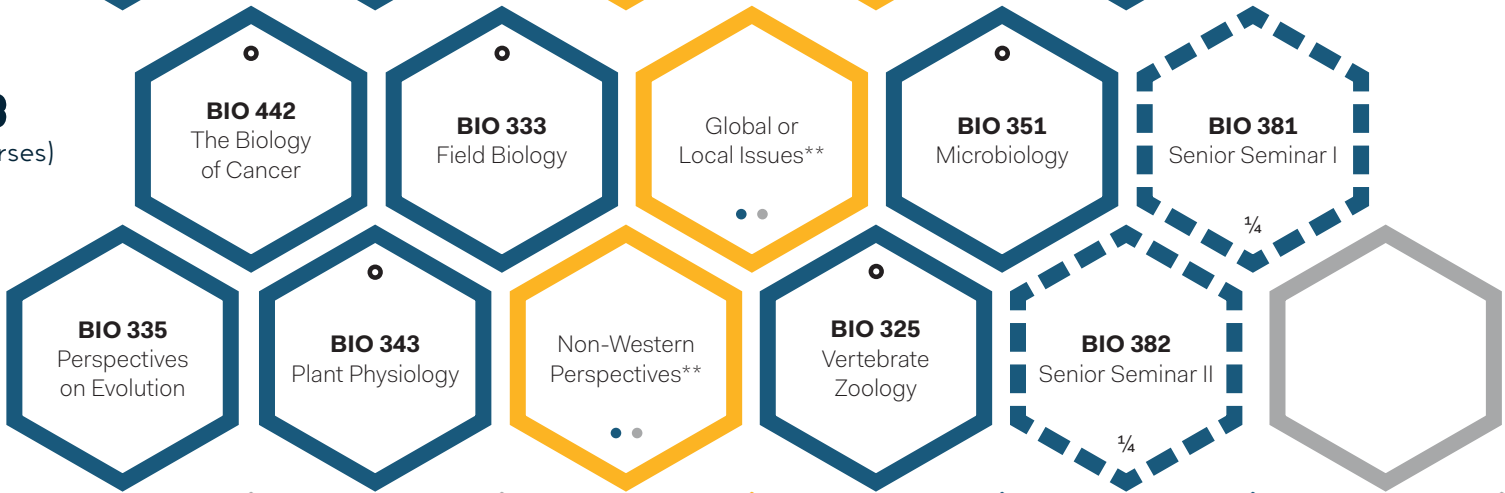 rses)
BIO 442
The Biology
of Cancer
BIO 333
Field Biology
Global or
Local Issues**
BIO 351
Microbiology
BIO 381
Senior Seminar I
¼
BIO 335
Perspectives
on Evolution
BIO 343
Plant Physiology
Non-Western
Perspectives**
BIO 325
Vertebrate
Zoology
BIO 382
Senior Seminar II
¼